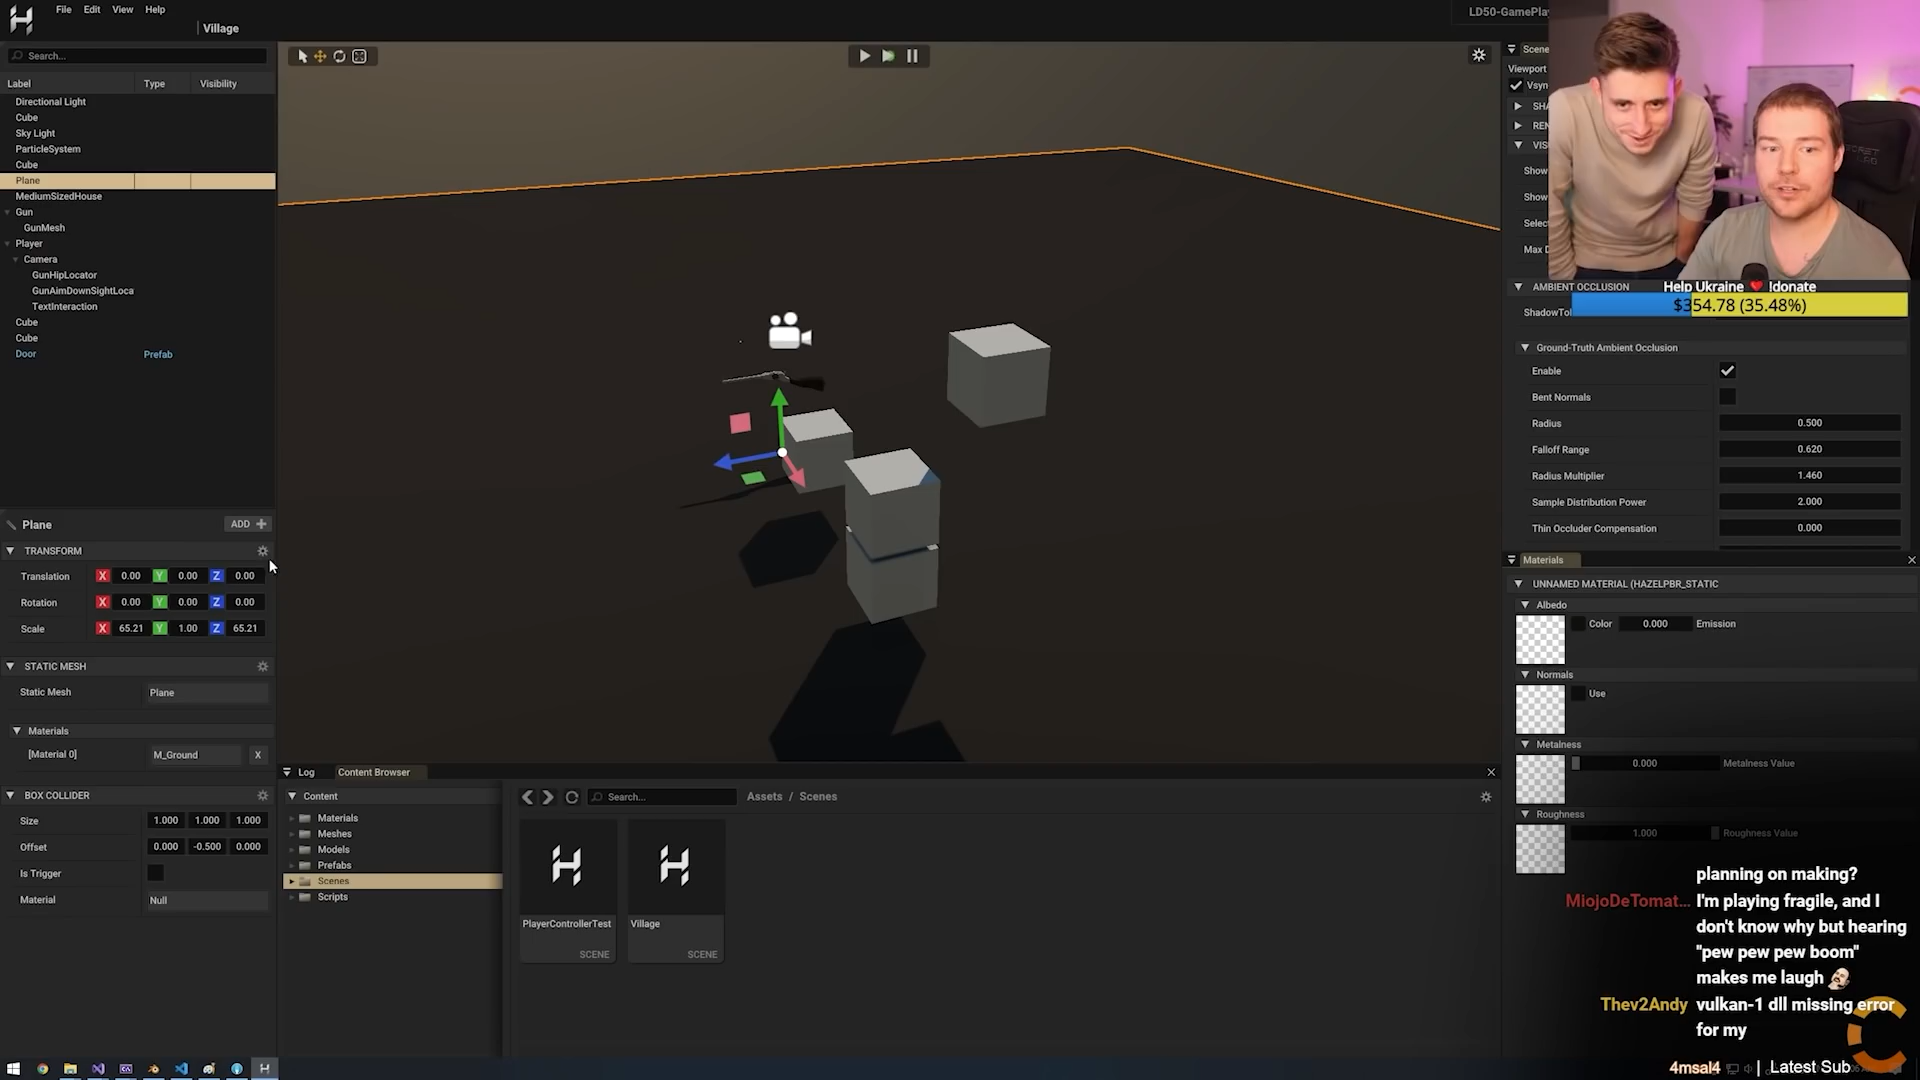 File Edit View Help
Village
LD50-GamePla
Search...
Label Type Visibility
Directional Light
Cube
Sky Light
ParticleSystem
Cube
Plane
MediumSizedHouse
Gun
GunMesh
Player
Camera
GunHipLocator
GunAimDownSightLoca
TextInteraction
Cube
Cube
Door Prefab
Plane ADD
TRANSFORM
Translation X 0.00 Y 0.00 Z 0.00
Rotation X 0.00 Y 0.00 Z 0.00
Scale X 65.21 Y 1.00 Z 65.21
STATIC MESH
Static Mesh Plane
Materials
[Material 0] M_Ground X
BOX COLLIDER
Size 1.000 1.000 1.000
Offset 0.000 -0.500 0.000
Is Trigger
Material Null
Log Content Browser
Content
Materials
Meshes
Models
Prefabs
Scenes
Scripts
Search...
Assets / Scenes
PlayerControllerTest
SCENE
Village
SCENE
Scene
Viewport
Vsyn
SHA
REN
VIS
Show
Show
Selec
Max D
AMBIENT OCCLUSION
Help Ukraine ❤ !donate
$354.78 (35.48%)
ShadowTol
Ground-Truth Ambient Occlusion
Enable
Bent Normals
Radius 0.500
Falloff Range 0.620
Radius Multiplier 1.460
Sample Distribution Power 2.000
Thin Occluder Compensation 0.000
Materials
UNNAMED MATERIAL (HAZELPBR_STATIC
Albedo
Color 0.000 Emission
Normals
Use
Metalness
0.000 Metalness Value
Roughness
1.000 Roughness Value
planning on making?
MiojoDeTomat... I'm playing fragile, and I
don't know why but hearing
"pew pew pew boom"
makes me laugh
Thev2Andy vulkan-1 dll missing error
for my
4msal4 | Latest Sub